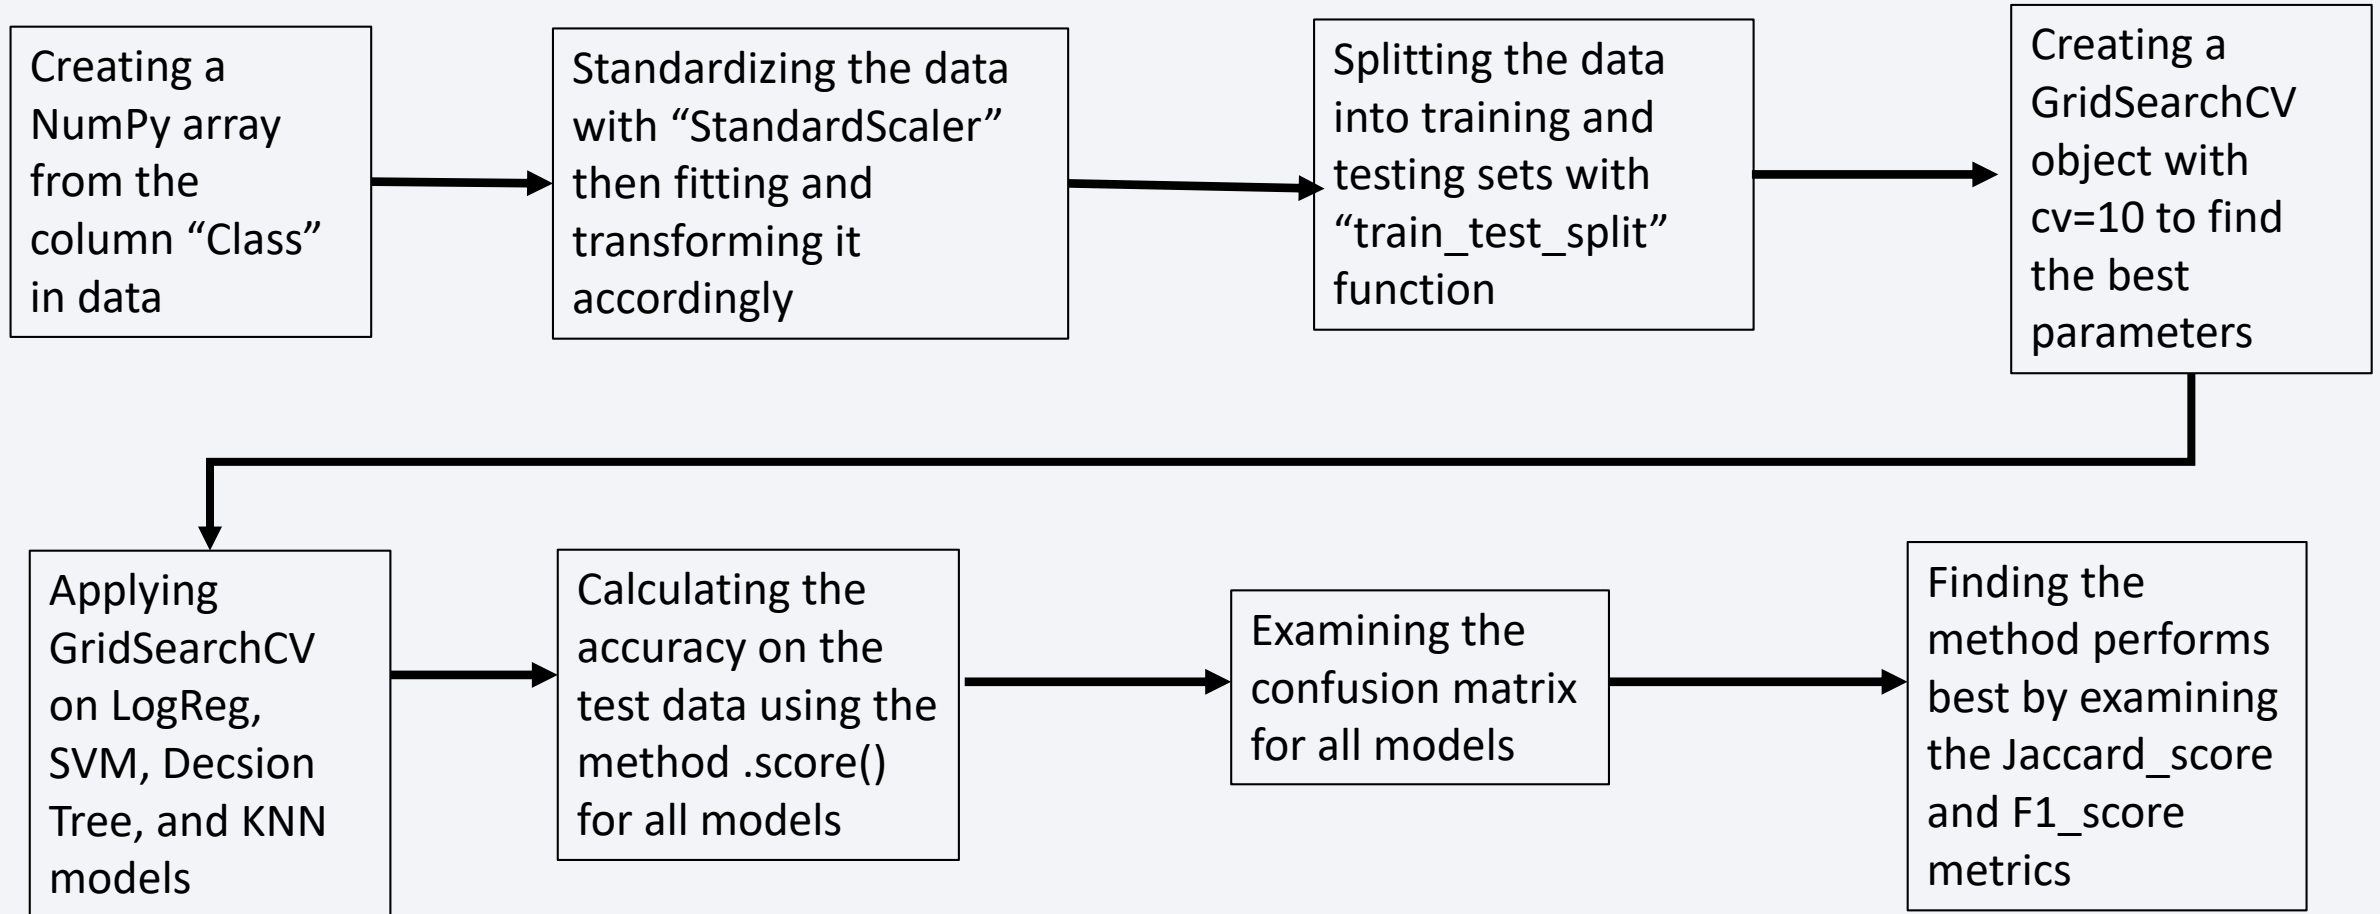 Creating a
NumPy array
from the
column “Class”
in data
Standardizing the data
with “StandardScaler”
then fitting and
transforming it
accordingly
Splitting the data
into training and
testing sets with
“train_test_split”
function
Creating a
GridSearchCV
object with
cv=10 to find
the best
parameters
Applying
GridSearchCV
on LogReg,
SVM, Decsion
Tree, and KNN
models
Calculating the
accuracy on the
test data using the
method .score()
for all models
Examining the
confusion matrix
for all models
Finding the
method performs
best by examining
the Jaccard_score
and F1_score
metrics